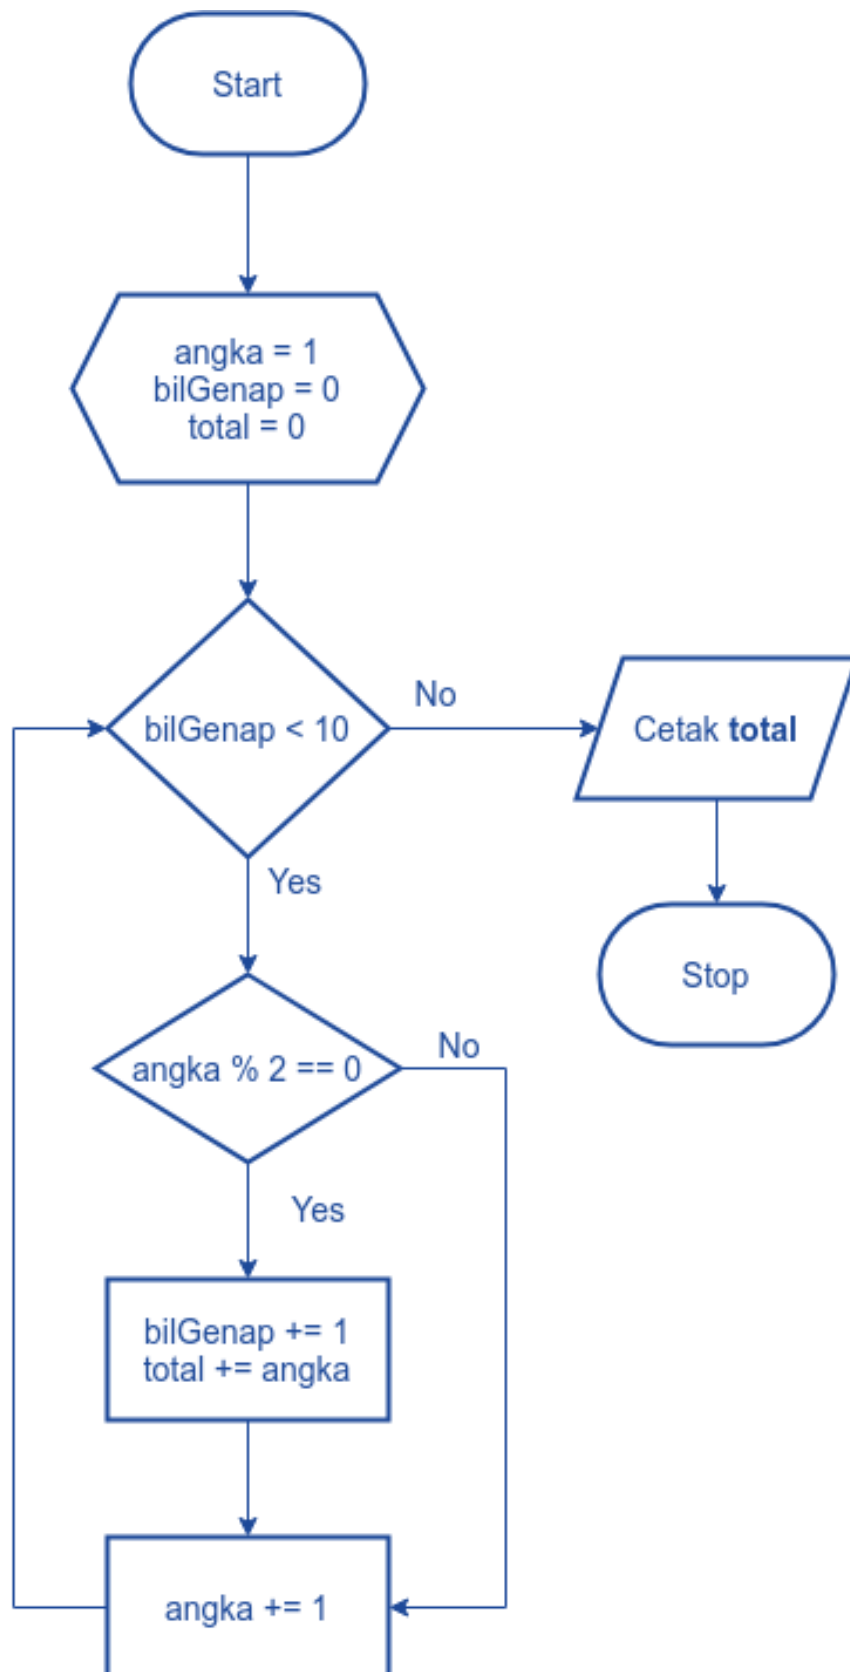 Start
angka = 1
bilGenap = 0
total = 0
bilGenap < 10
No
Cetak total
Yes
Stop
angka % 2 == 0
No
Yes
bilGenap += 1
total += angka
angka += 1